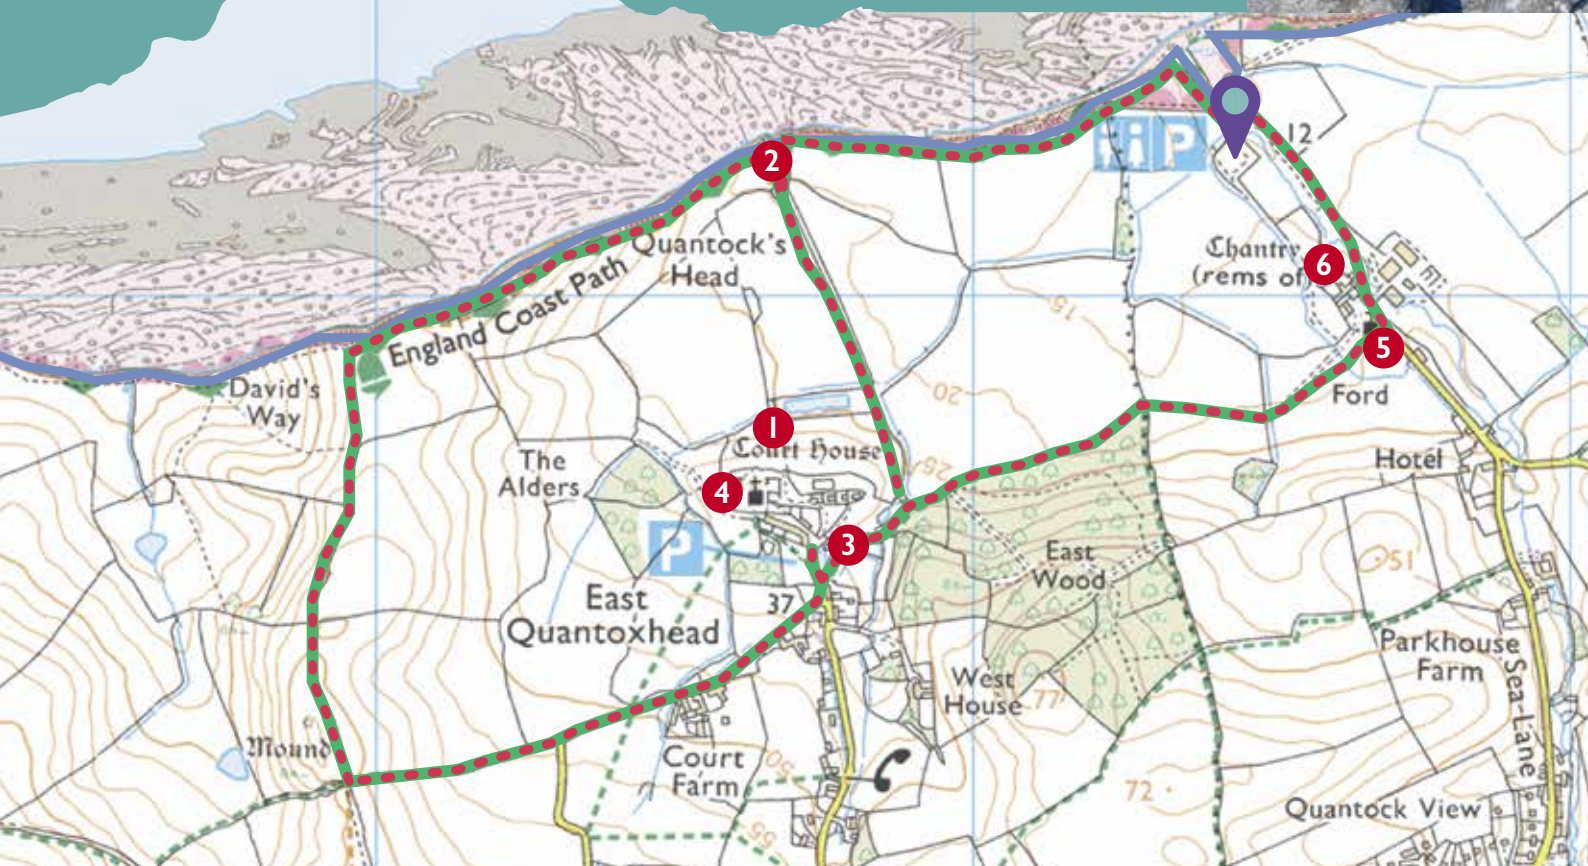 12
P
2
Quantock's
Head
Chantry
(rems of
6
England Coast Path
15
5
David's
Way
20
Ford
1
Court House
25
The
Alders
4
Hotel
P
3
East
Wood
51
37
East
Quantoxhead
Parkhouse
Farm
West
House
77
Sea Lane
Mound
Court
Farm
50
72
Quantock View
55